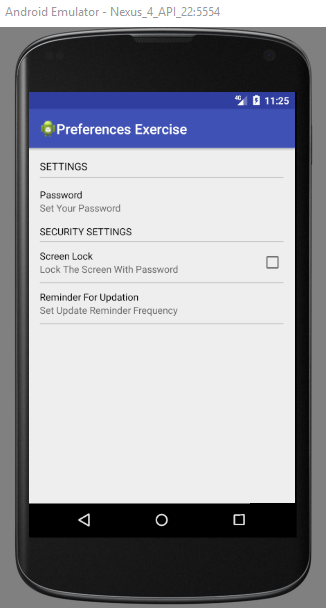 Android Emulator - Nexus_4_API_22:5554
4G 11:25
Preferences Exercise
SETTINGS
Password
Set Your Password
SECURITY SETTINGS
Screen Lock
Lock The Screen With Password
Reminder For Updation
Set Update Reminder Frequency